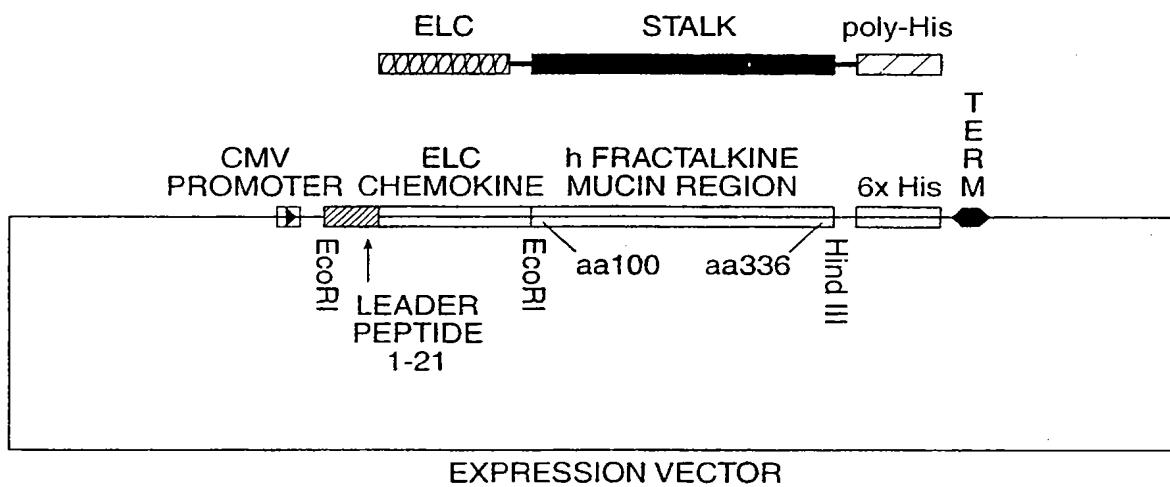 ELC STALK poly-His
TERM
CMV PROMOTER
ELC CHEMOKINE
h FRACTALKINE MUCIN REGION
6x His
EcoRI
LEADER PEPTIDE 1-21
EcoRI
aa100
aa336
Hind III
EXPRESSION VECTOR